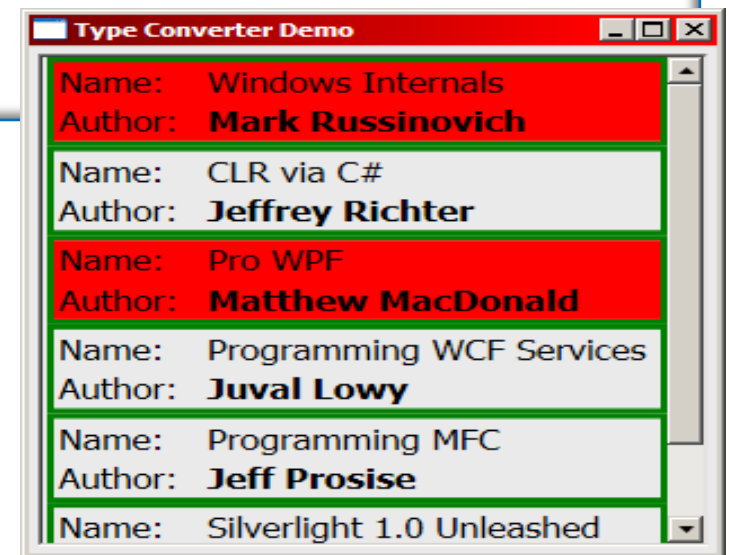 Type Converter Demo
Name: Windows Internals
Author: Mark Russinovich
Name: CLR via C#
Author: Jeffrey Richter
Name: Pro WPF
Author: Matthew MacDonald
Name: Programming WCF Services
Author: Juval Lowy
Name: Programming MFC
Author: Jeff Prosise
Name: Silverlight 1.0 Unleashed